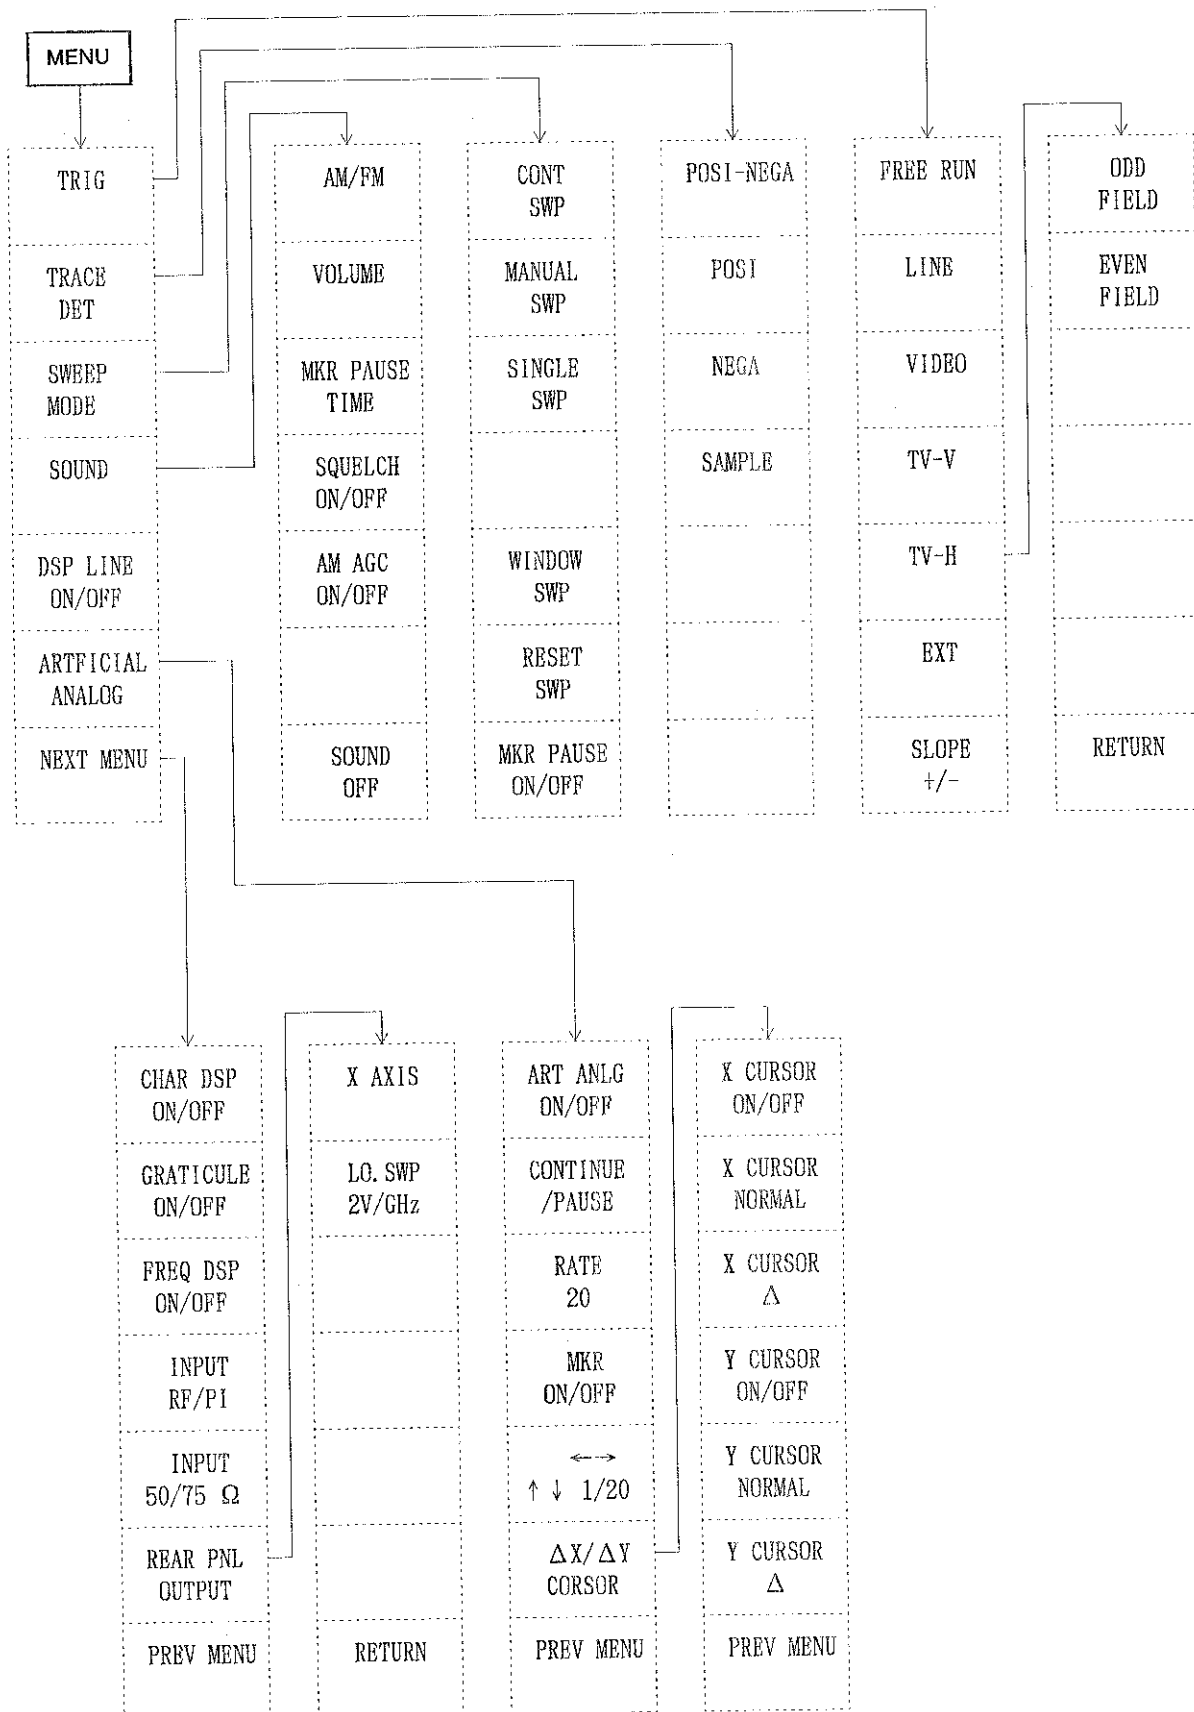 MENU
TRIG
TRACE
DET
SWEEP
MODE
SOUND
DSP LINE
ON/OFF
ARTFICIAL
ANALOG
NEXT MENU
AM/FM
VOLUME
MKR PAUSE
TIME
SQUELCH
ON/OFF
AM AGC
ON/OFF
SOUND
OFF
CONT
SWP
MANUAL
SWP
SINGLE
SWP
WINDOW
SWP
RESET
SWP
MKR PAUSE
ON/OFF
POSI-NEGA
POSI
NEGA
SAMPLE
FREE RUN
LINE
VIDEO
TV-V
TV-H
EXT
SLOPE
+/-
ODD
FIELD
EVEN
FIELD
RETURN
CHAR DSP
ON/OFF
GRATICULE
ON/OFF
FREQ DSP
ON/OFF
INPUT
RF/PI
INPUT
50/75 Ω
REAR PNL
OUTPUT
PREV MENU
X AXIS
LO. SWP
2V/GHz
RETURN
ART ANLG
ON/OFF
CONTINUE
/PAUSE
RATE
20
MKR
ON/OFF
←→
↑ ↓ 1/20
ΔX/ΔY
CORSOR
PREV MENU
X CURSOR
ON/OFF
X CURSOR
NORMAL
X CURSOR
Δ
Y CURSOR
ON/OFF
Y CURSOR
NORMAL
Y CURSOR
Δ
PREV MENU